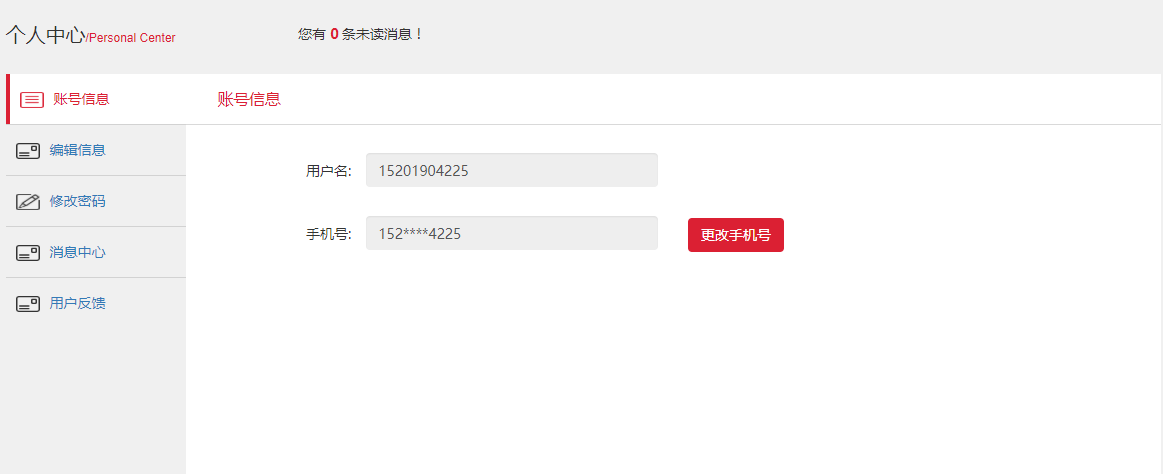 个人中心/Personal Center
您有 0 条未读消息！
账号信息
编辑信息
修改密码
消息中心
用户反馈
账号信息
用户名: 15201904225
手机号: 152****4225 更改手机号